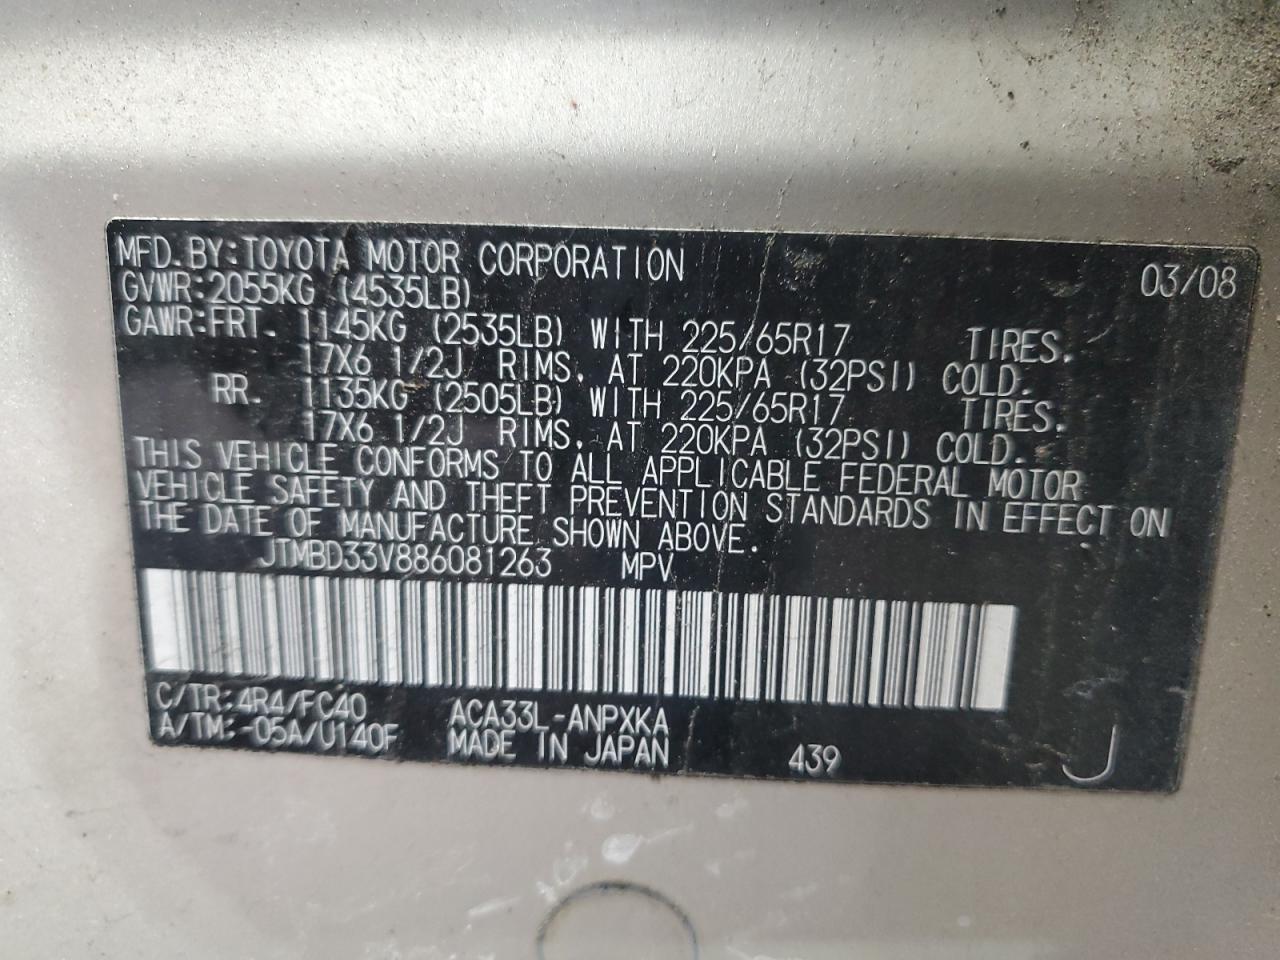 MFD. BY: TOYOTA MOTOR CORPORATION 03/08
GVWR: 2055KG (4535LB)
GAWR: FRT. 1145KG (2535LB) WITH 225/65R17 TIRES.
17X6 1/2J RIMS, AT 220KPA (32PSI) COLD.
RR. 1135KG (2505LB) WITH 225/65R17 TIRES.
17X6 1/2J RIMS, AT 220KPA (32PSI) COLD.
THIS VEHICLE CONFORMS TO ALL APPLICABLE FEDERAL MOTOR
VEHICLE SAFETY AND THEFT PREVENTION STANDARDS IN EFFECT ON
THE DATE OF MANUFACTURE SHOWN ABOVE.
JTMBD33V886081263 MPV
C/TR: 4R4/FC40 ACA33L-ANPXKA
A/TM: -05A/U140F MADE IN JAPAN 439 J